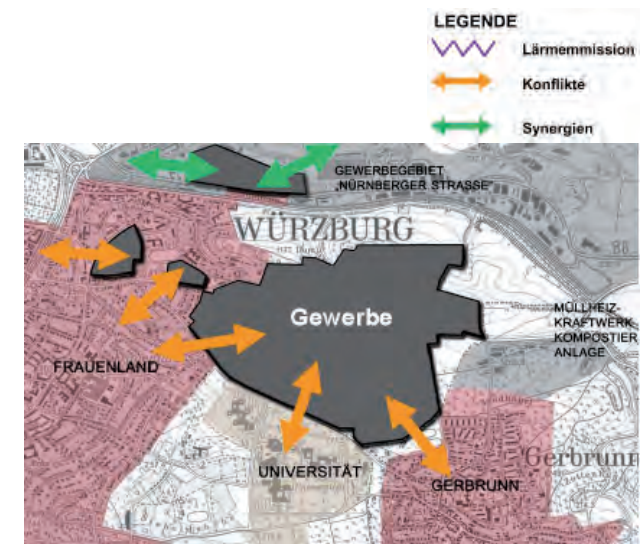 LEGENDE
Lärmemmission
Konflikte
Synergien
GEWERBEGEBIET
„NÜRNBERGER STRASSE"
WÜRZBURG
Gewerbe
MÜLLHEIZ-
KRAFTWERK
KOMPOSTIER
ANLAGE
FRAUENLAND
Gerbrunn
UNIVERSITÄT
GERBRUNN